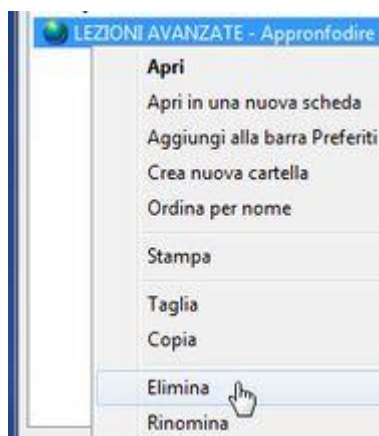 LEZIONI AVANZATE - Appronfodire
Apri
Apri in una nuova scheda
Aggiungi alla barra Preferiti
Crea nuova cartella
Ordina per nome
Stampa
Taglia
Copia
Elimina
Rinomina